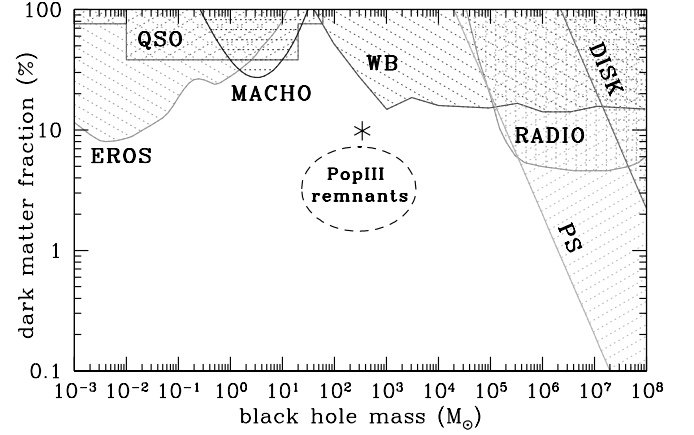 100
10
1
0.1
dark matter fraction (%)
QSO
MACHO
EROS
WB
DISK
RADIO
PopIII
remnants
PS
10⁻³ 10⁻² 10⁻¹ 10⁰ 10¹ 10² 10³ 10⁴ 10⁵ 10⁶ 10⁷ 10⁸
black hole mass (M☉)